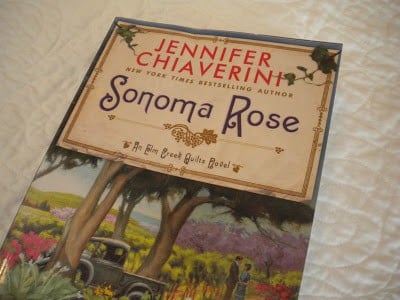 JENNIFER
CHIAVERINI
NEW YORK TIMES BESTSELLING AUTHOR
Sonoma Rose
An Elm Creek Quilts Novel